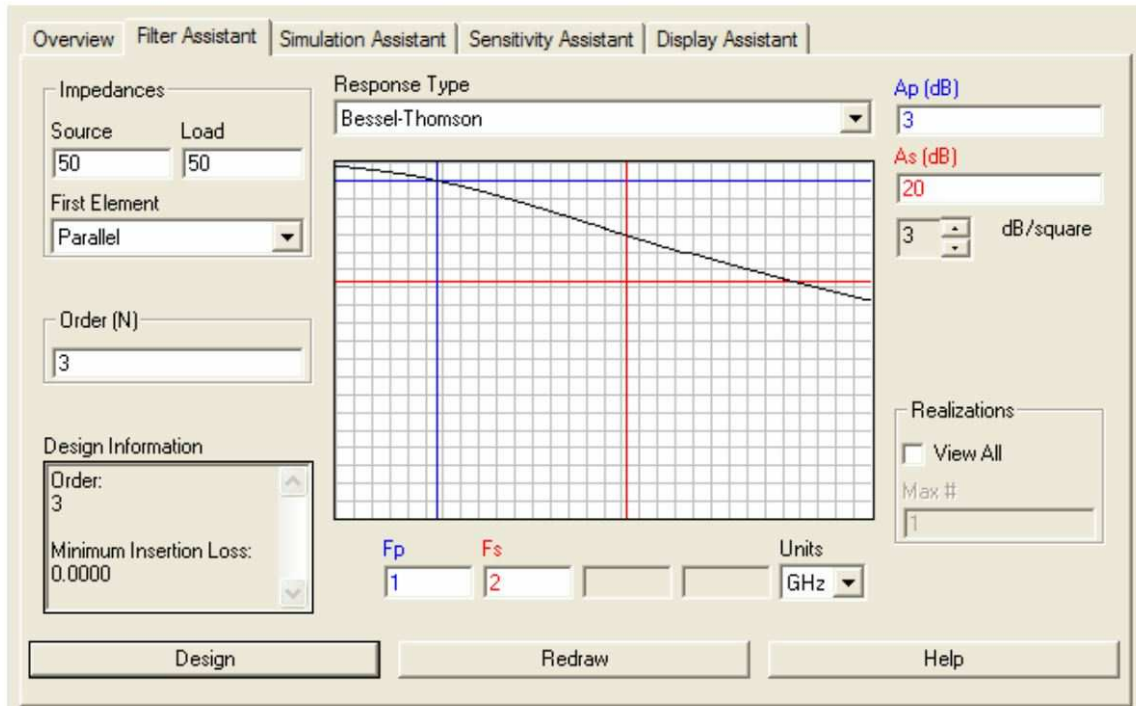 Overview
Filter Assistant
Simulation Assistant
Sensitivity Assistant
Display Assistant
Impedances
Source
Load
50
50
First Element
Parallel
Order (N)
3
Design Information
Order:
3
Minimum Insertion Loss:
0.0000
Response Type
Bessel-Thomson
Fp
Fs
Units
1
2
GHz
Ap (dB)
3
As (dB)
20
3
dB/square
Realizations
View All
Max #
1
Design
Redraw
Help